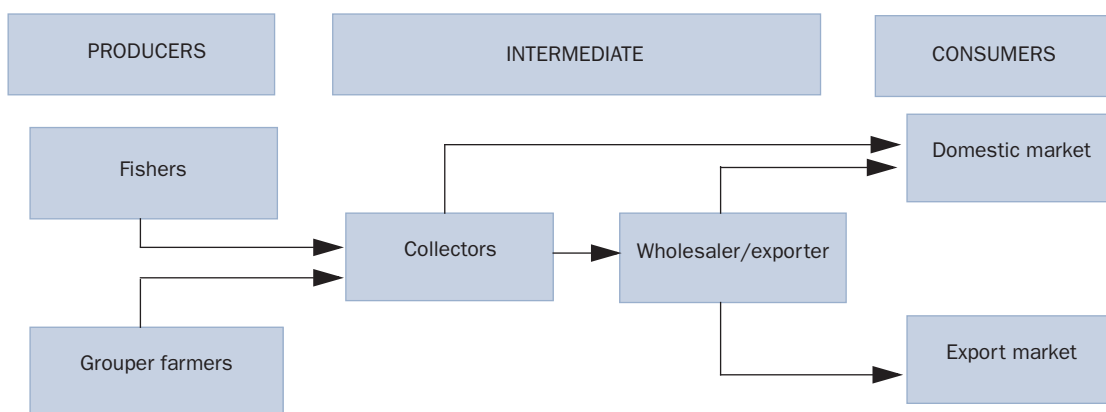 PRODUCERS
INTERMEDIATE
CONSUMERS
Fishers
Domestic market
Collectors
Wholesaler/exporter
Grouper farmers
Export market